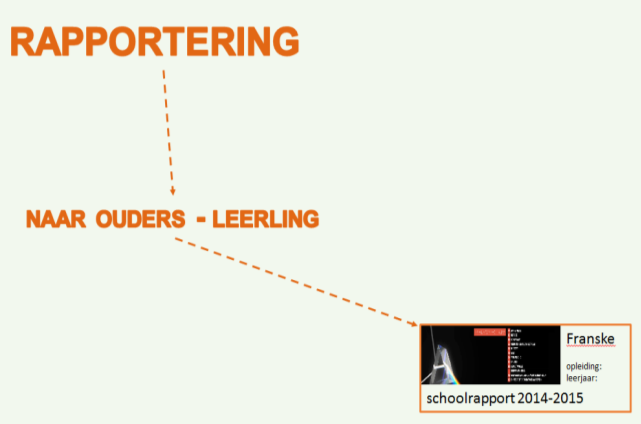 RAPPORTERING
NAAR OUDERS - LEERLING
Franske
opleiding:
leerjaar:
schoolrapport 2014-2015